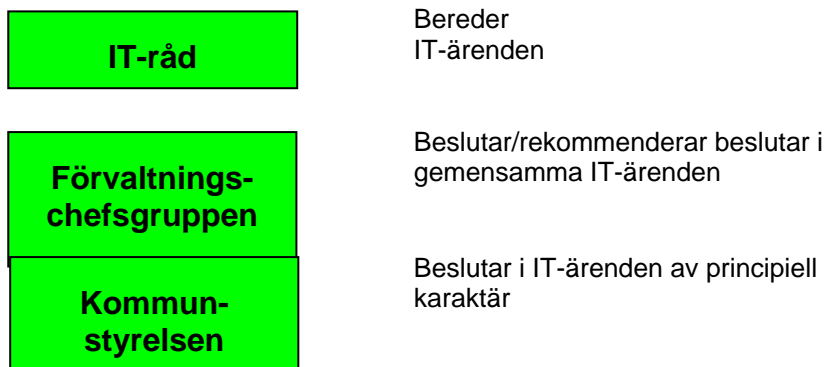 IT-råd
Bereder
IT-ärenden
Förvaltnings-
chefsgruppen
Beslutar/rekommenderar beslutar i
gemensamma IT-ärenden
Kommun-
styrelsen
Beslutar i IT-ärenden av principiell
karaktär